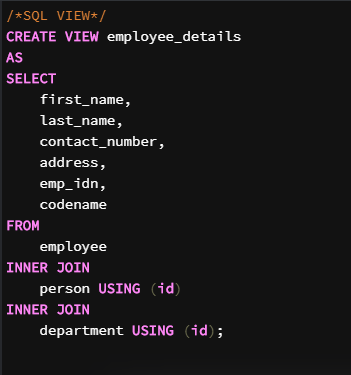 /*SQL VIEW*/
CREATE VIEW employee_details
AS
SELECT
    first_name,
    last_name,
    contact_number,
    address,
    emp_idn,
    codename
FROM
    employee
INNER JOIN
    person USING (id)
INNER JOIN
    department USING (id);